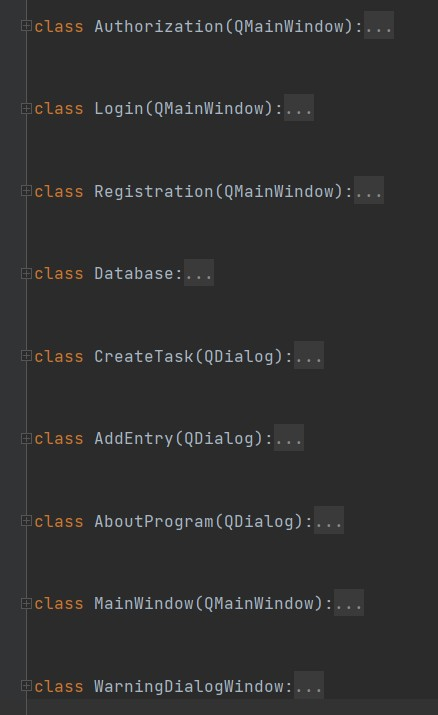 class Authorization(QMainWindow):...
class Login(QMainWindow):...
class Registration(QMainWindow):...
class Database:...
class CreateTask(QDialog):...
class AddEntry(QDialog):...
class AboutProgram(QDialog):...
class MainWindow(QMainWindow):...
class WarningDialogWindow:...